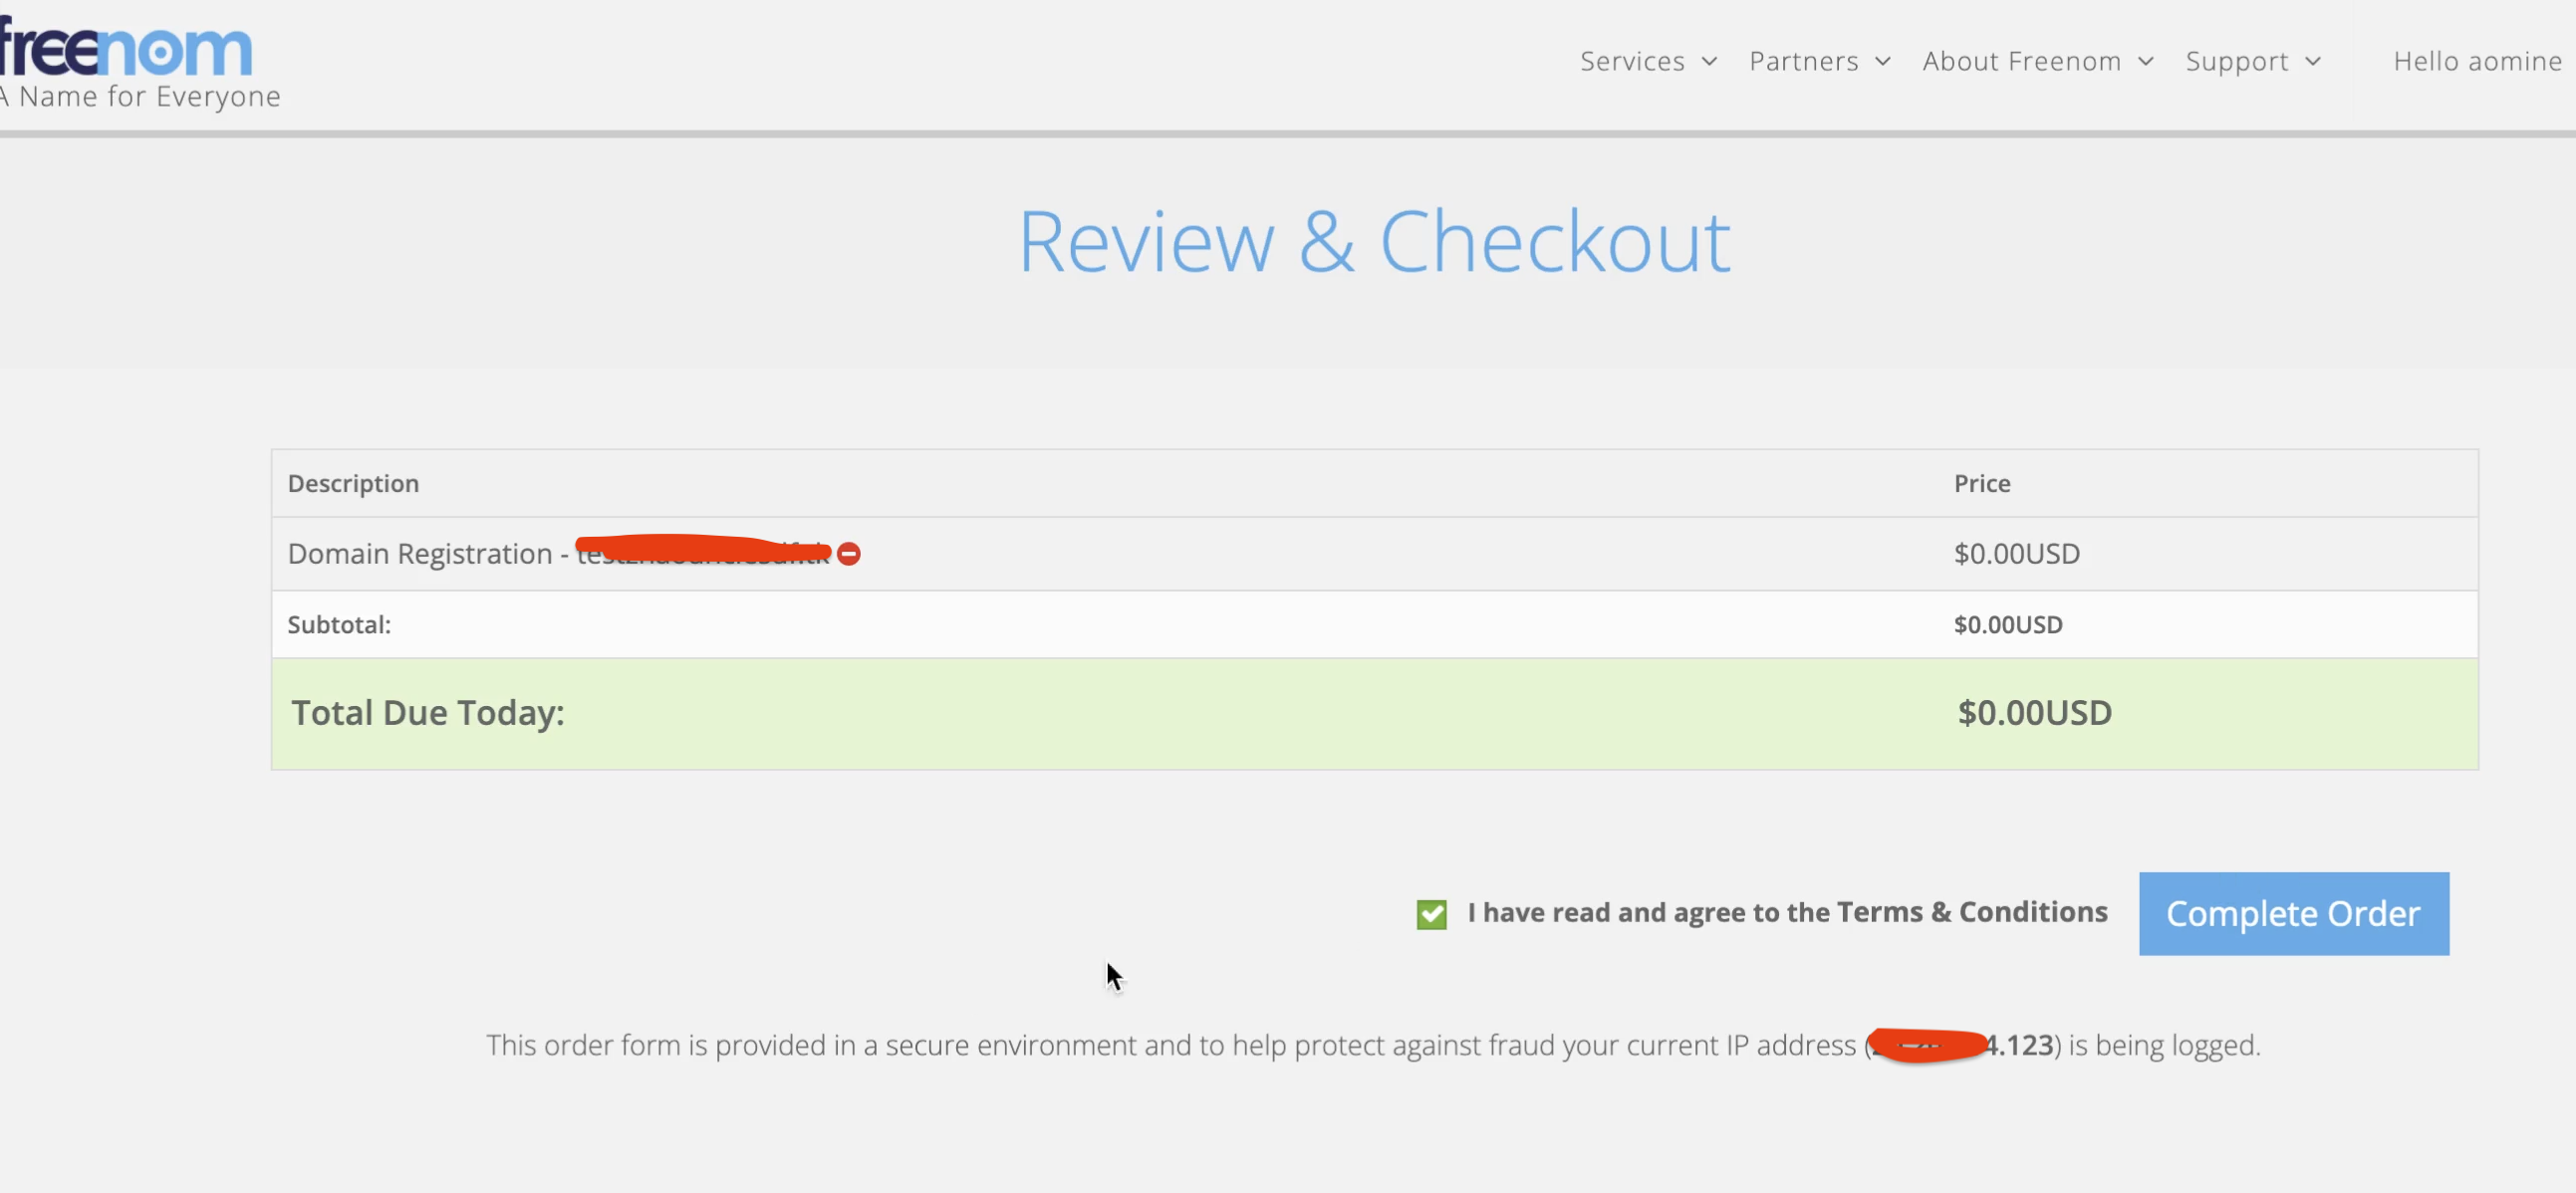 freenom
A Name for Everyone
Services
Partners
About Freenom
Support
Hello aomine
Review & Checkout
Description
Price
Domain Registration -
$0.00USD
Subtotal:
$0.00USD
Total Due Today:
$0.00USD
I have read and agree to the Terms & Conditions
Complete Order
This order form is provided in a secure environment and to help protect against fraud your current IP address ( 4.123) is being logged.